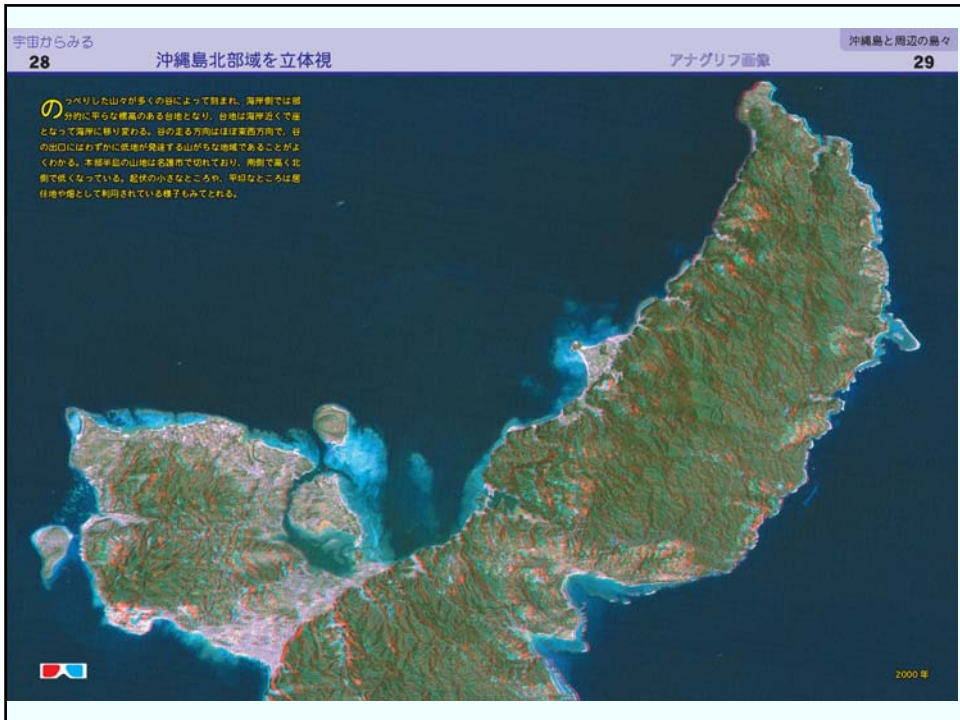 宇宙からみる
28
沖縄島北部域を立体視
アナグリフ画像
沖縄島と周辺の島々
29
のっぺりした山々が多くの谷によって刻まれ、海岸側では部
分的に平らな標高のある台地となり、台地は海岸近くで崖
となって海岸に移り変わる。谷の走る方向はほぼ東西方向で、谷
の出口にはわずかに低地が発達する山がちな地域であることがよ
くわかる。本部半島の山地は名護市で切れており、南側で高く北
側で低くなっている。起伏の小さなところや、平坦なところは居
住地や畑として利用されている様子もみてとれる。
2000 年